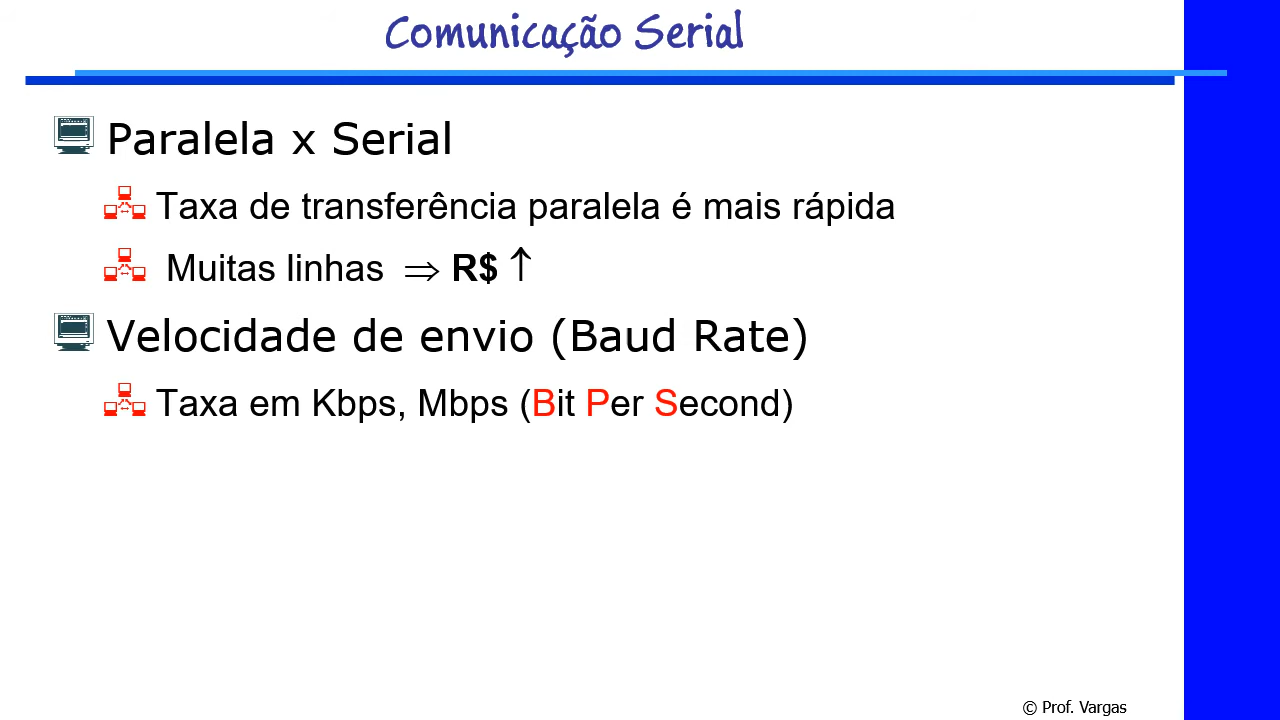 Comunicação Serial
Paralela x Serial
Taxa de transferência paralela é mais rápida
Muitas linhas ⇒ R$ ↑
Velocidade de envio (Baud Rate)
Taxa em Kbps, Mbps (Bit Per Second)
© Prof. Vargas